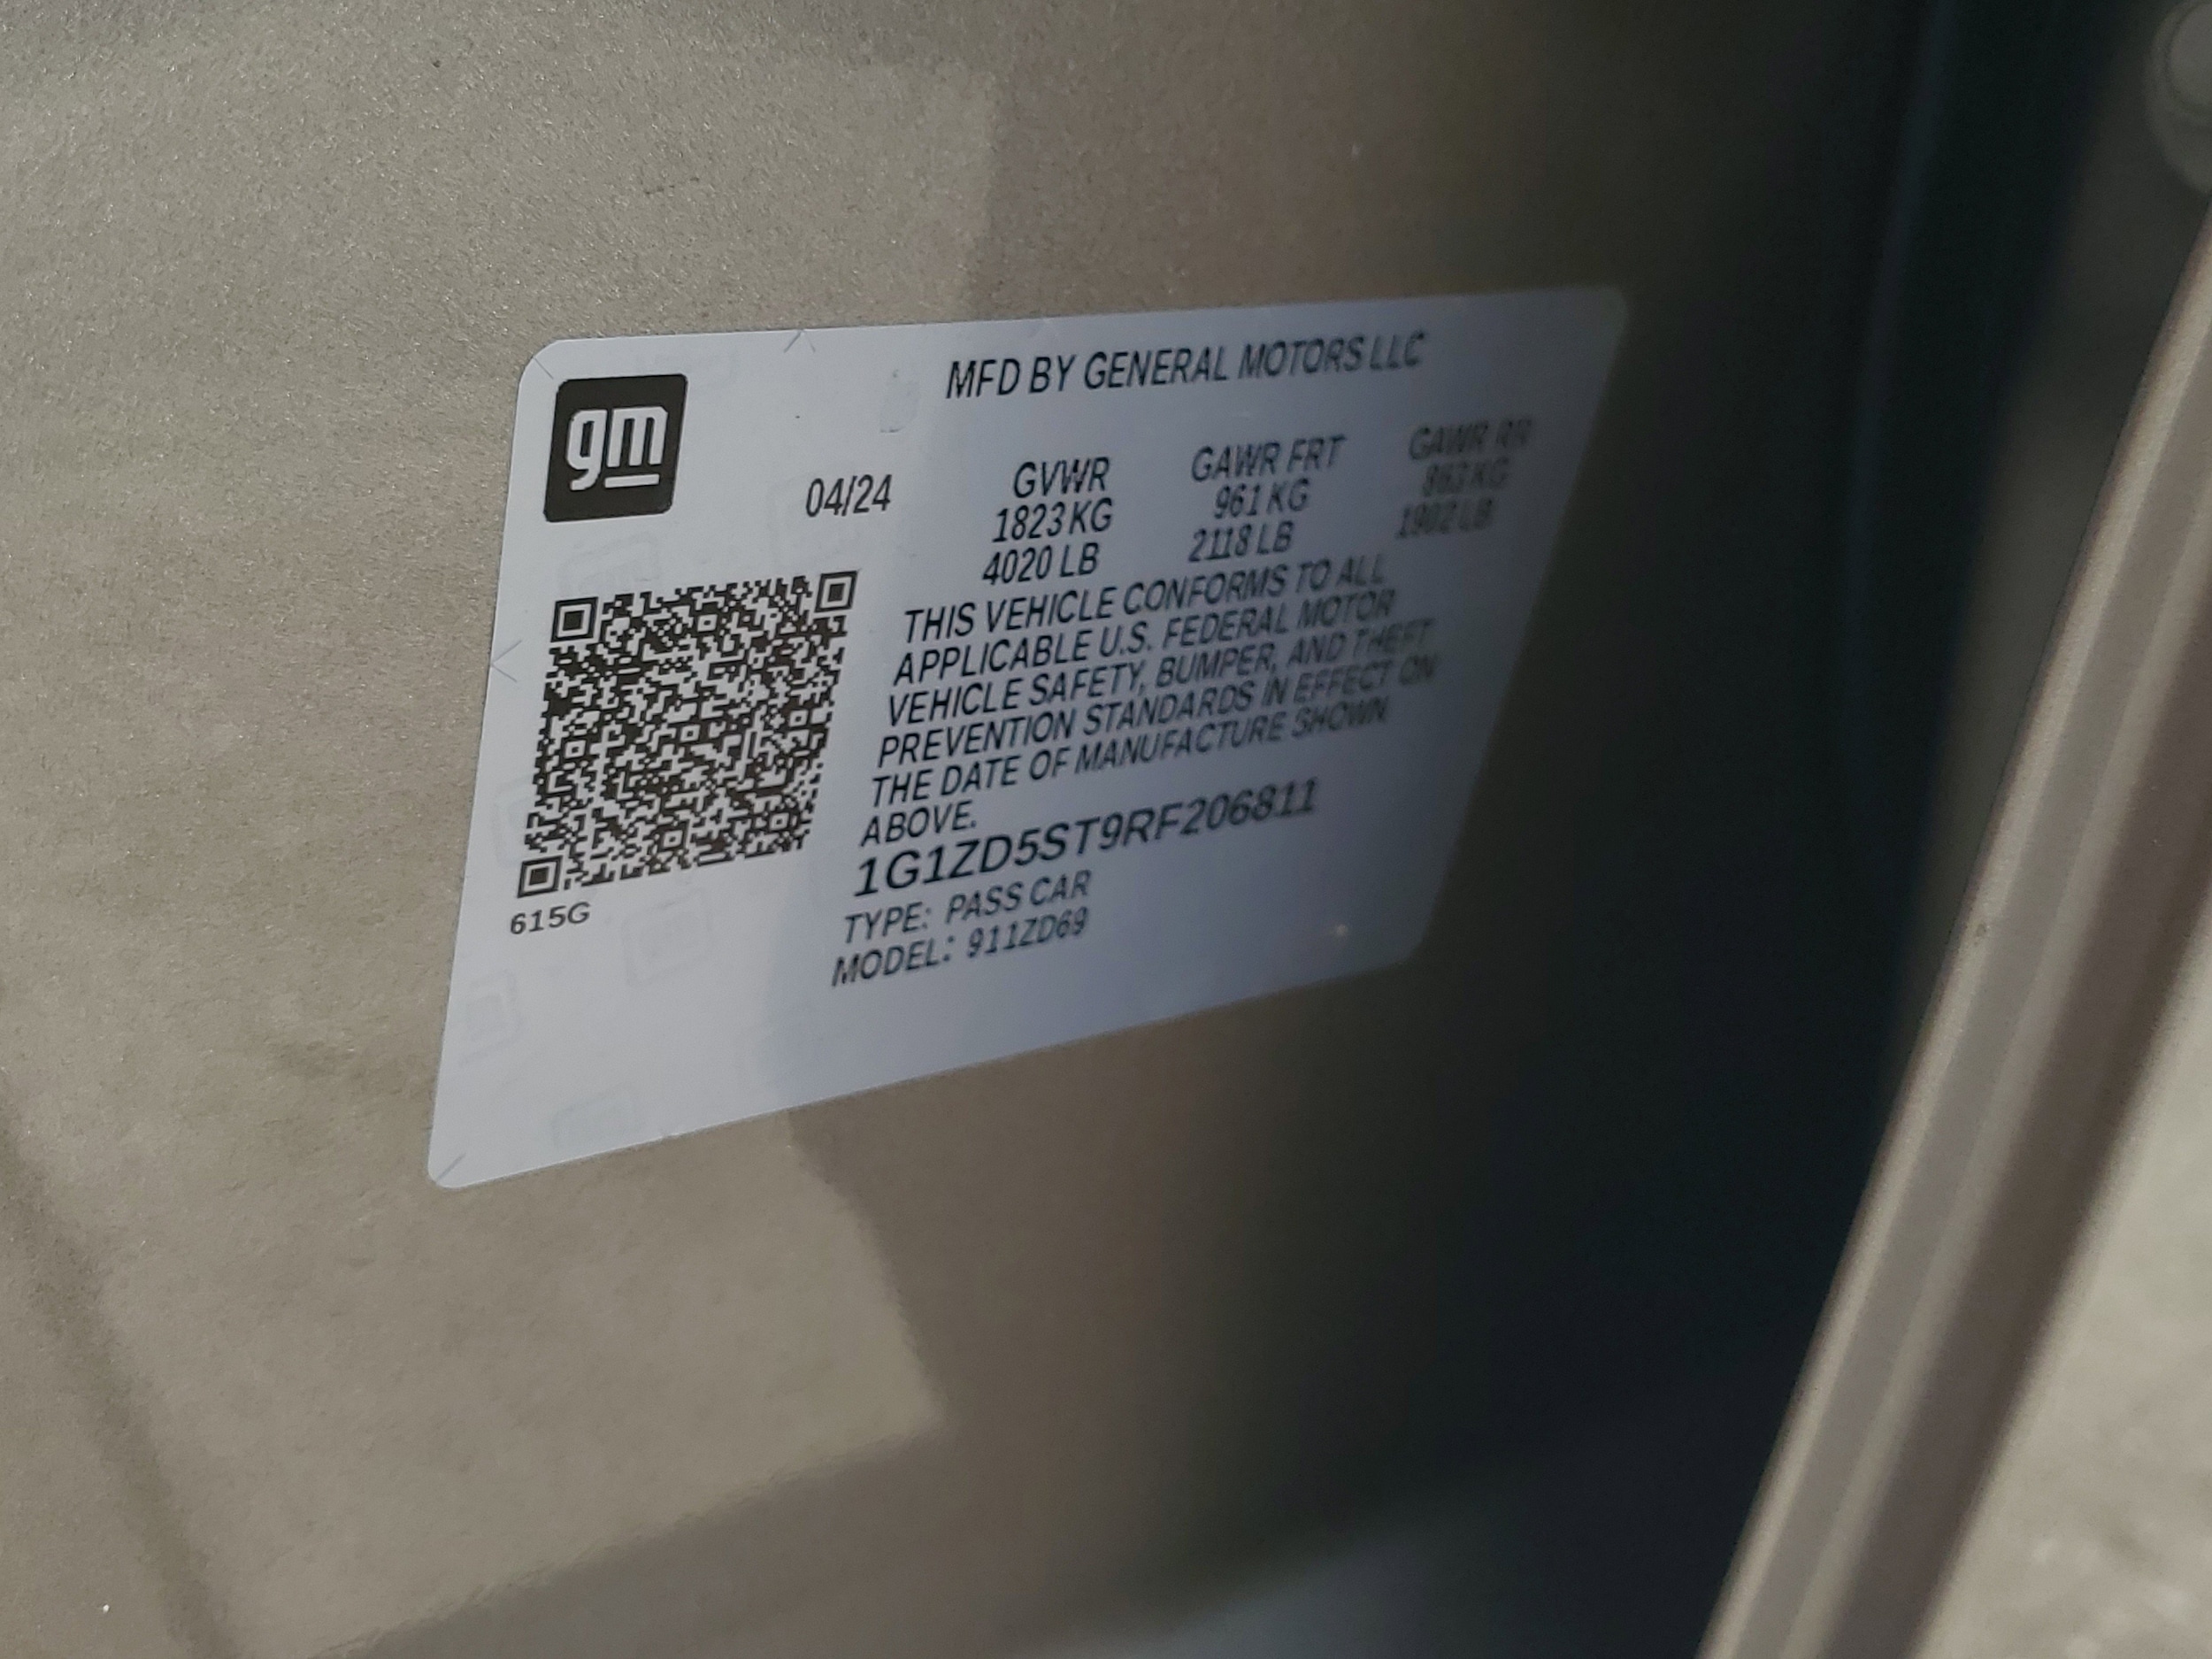 gm
MFD BY GENERAL MOTORS LLC
04/24
GVWR GAWR FRT GAWR RR
1823 KG 961 KG 863 KG
4020 LB 2118 LB 1902 LB
THIS VEHICLE CONFORMS TO ALL
APPLICABLE U.S. FEDERAL MOTOR
VEHICLE SAFETY, BUMPER, AND THEFT
PREVENTION STANDARDS IN EFFECT ON
THE DATE OF MANUFACTURE SHOWN
ABOVE.
1G1ZD5ST9RF206811
TYPE: PASS CAR
MODEL: 911ZD69
615G